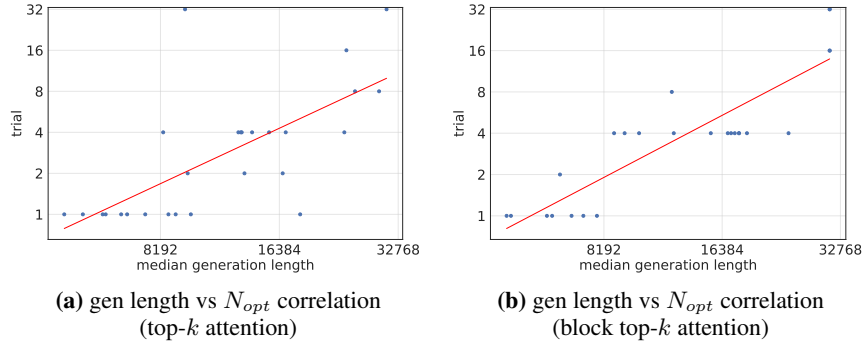 32
16
8
4
2
1
trial
8192
16384
32768
median generation length
(a) gen length vs N_opt correlation
(top-k attention)
32
16
8
4
2
1
trial
8192
16384
32768
median generation length
(b) gen length vs N_opt correlation
(block top-k attention)